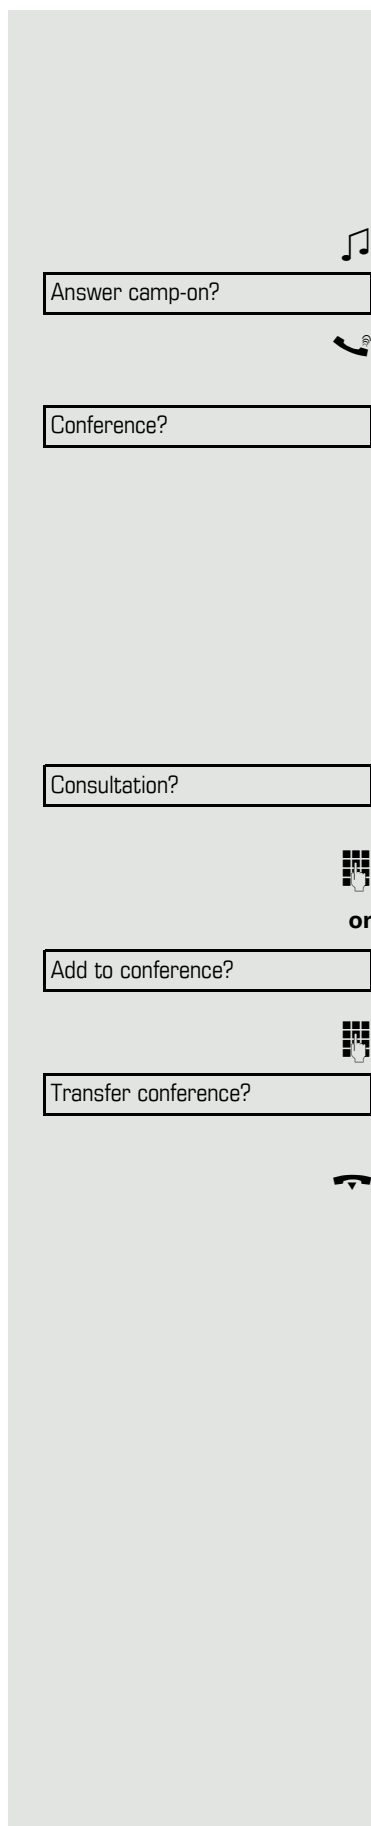 Answer camp-on?
Conference?
Consultation?
or
Add to conference?
Transfer conference?